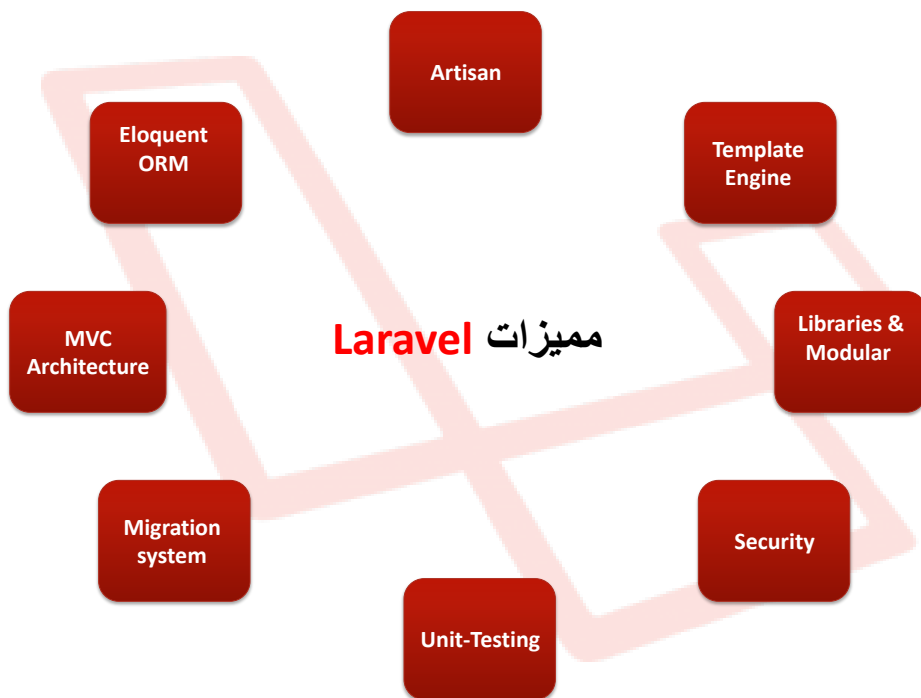 Artisan
Eloquent
ORM
Template
Engine
مميزات Laravel
MVC
Architecture
Libraries &
Modular
Migration
system
Security
Unit-Testing